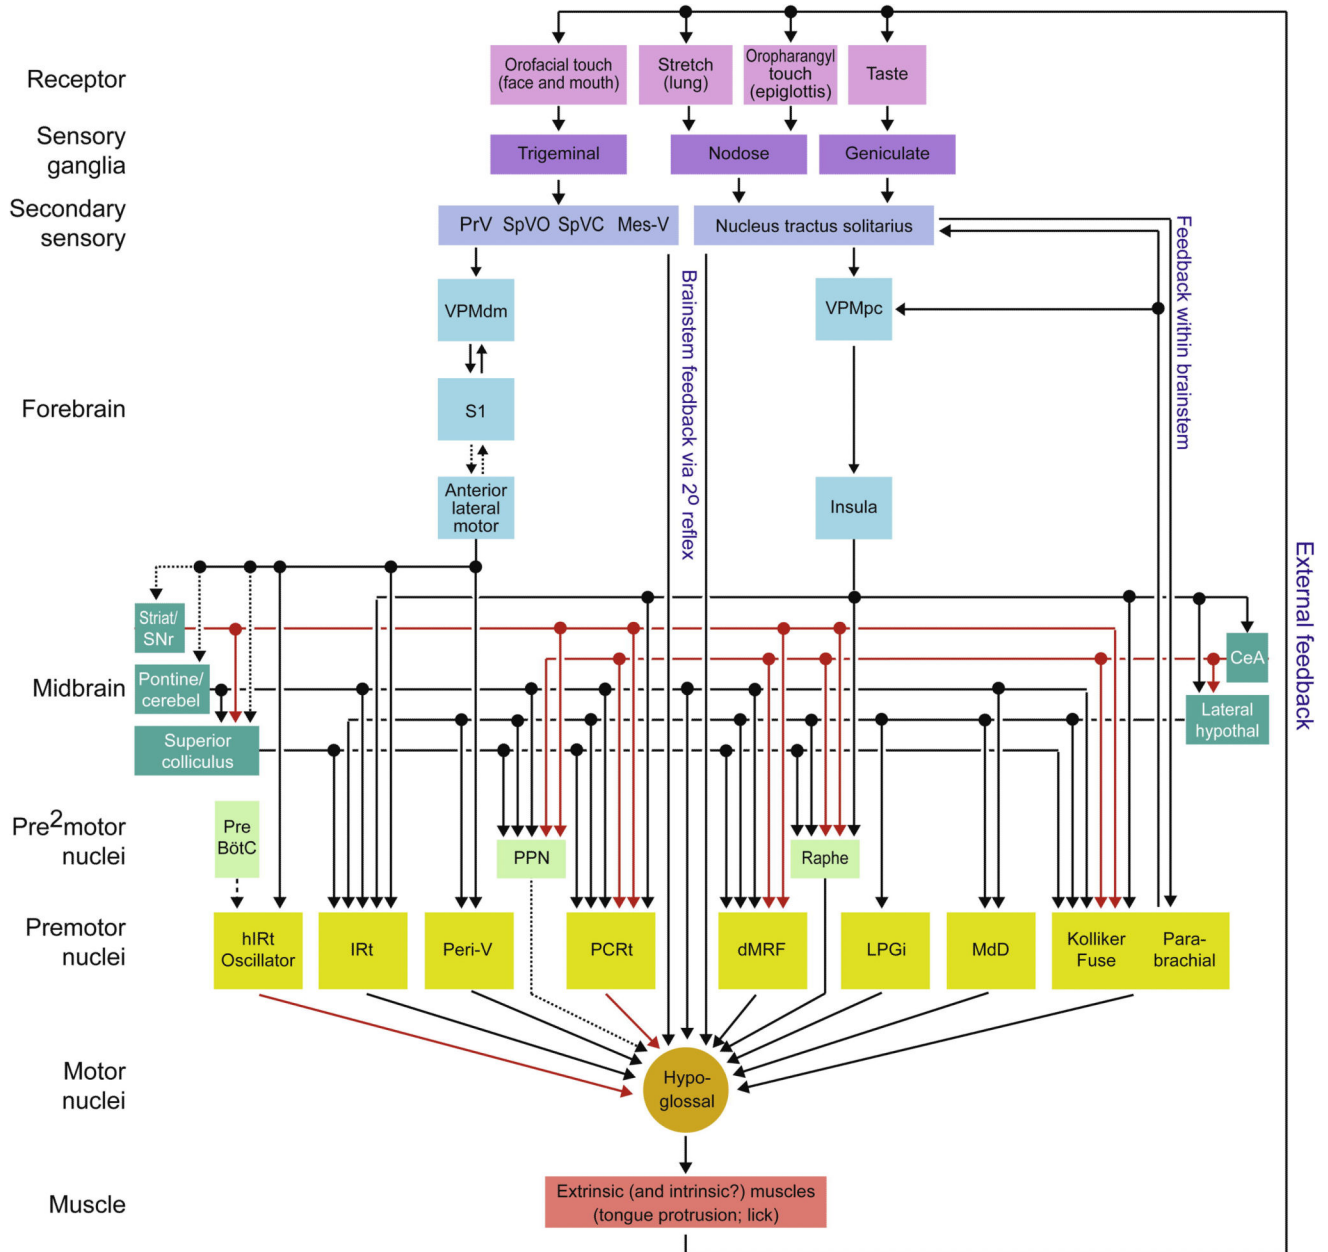 Receptor
Orofacial touch
(face and mouth)
Stretch
(lung)
Oropharangyl
touch
(epiglottis)
Taste
Sensory
ganglia
Trigeminal
Nodose
Geniculate
Secondary
sensory
PrV SpVO SpVC Mes-V
Nucleus tractus solitarius
Brainstem feedback via 2º reflex
Feedback within brainstem
External feedback
Forebrain
VPMdm
VPMpc
S1
Anterior
lateral
motor
Insula
Midbrain
Striat/
SNr
CeA
Pontine/
cerebel
Lateral
hypothal
Superior
colliculus
Pre2motor
nuclei
Pre
BötC
PPN
Raphe
Premotor
nuclei
hIRt
Oscillator
IRt
Peri-V
PCRt
dMRF
LPGi
MdD
Kolliker
Fuse
Para-
brachial
Motor
nuclei
Hypo-
glossal
Muscle
Extrinsic (and intrinsic?) muscles
(tongue protrusion; lick)